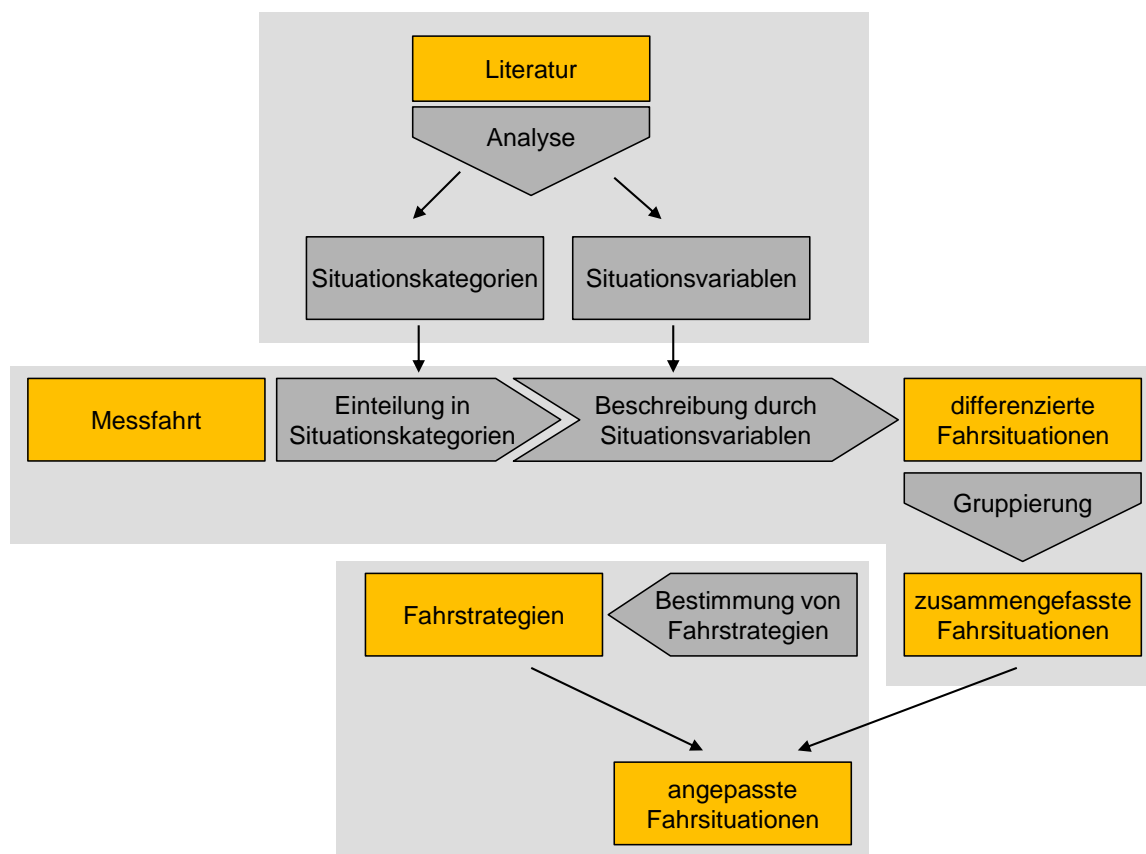 Literatur
Analyse
Situationskategorien
Situationsvariablen
Messfahrt
Einteilung in
Situationskategorien
Beschreibung durch
Situationsvariablen
differenzierte
Fahrsituationen
Gruppierung
Fahrstrategien
Bestimmung von
Fahrstrategien
zusammengefasste
Fahrsituationen
angepasste
Fahrsituationen